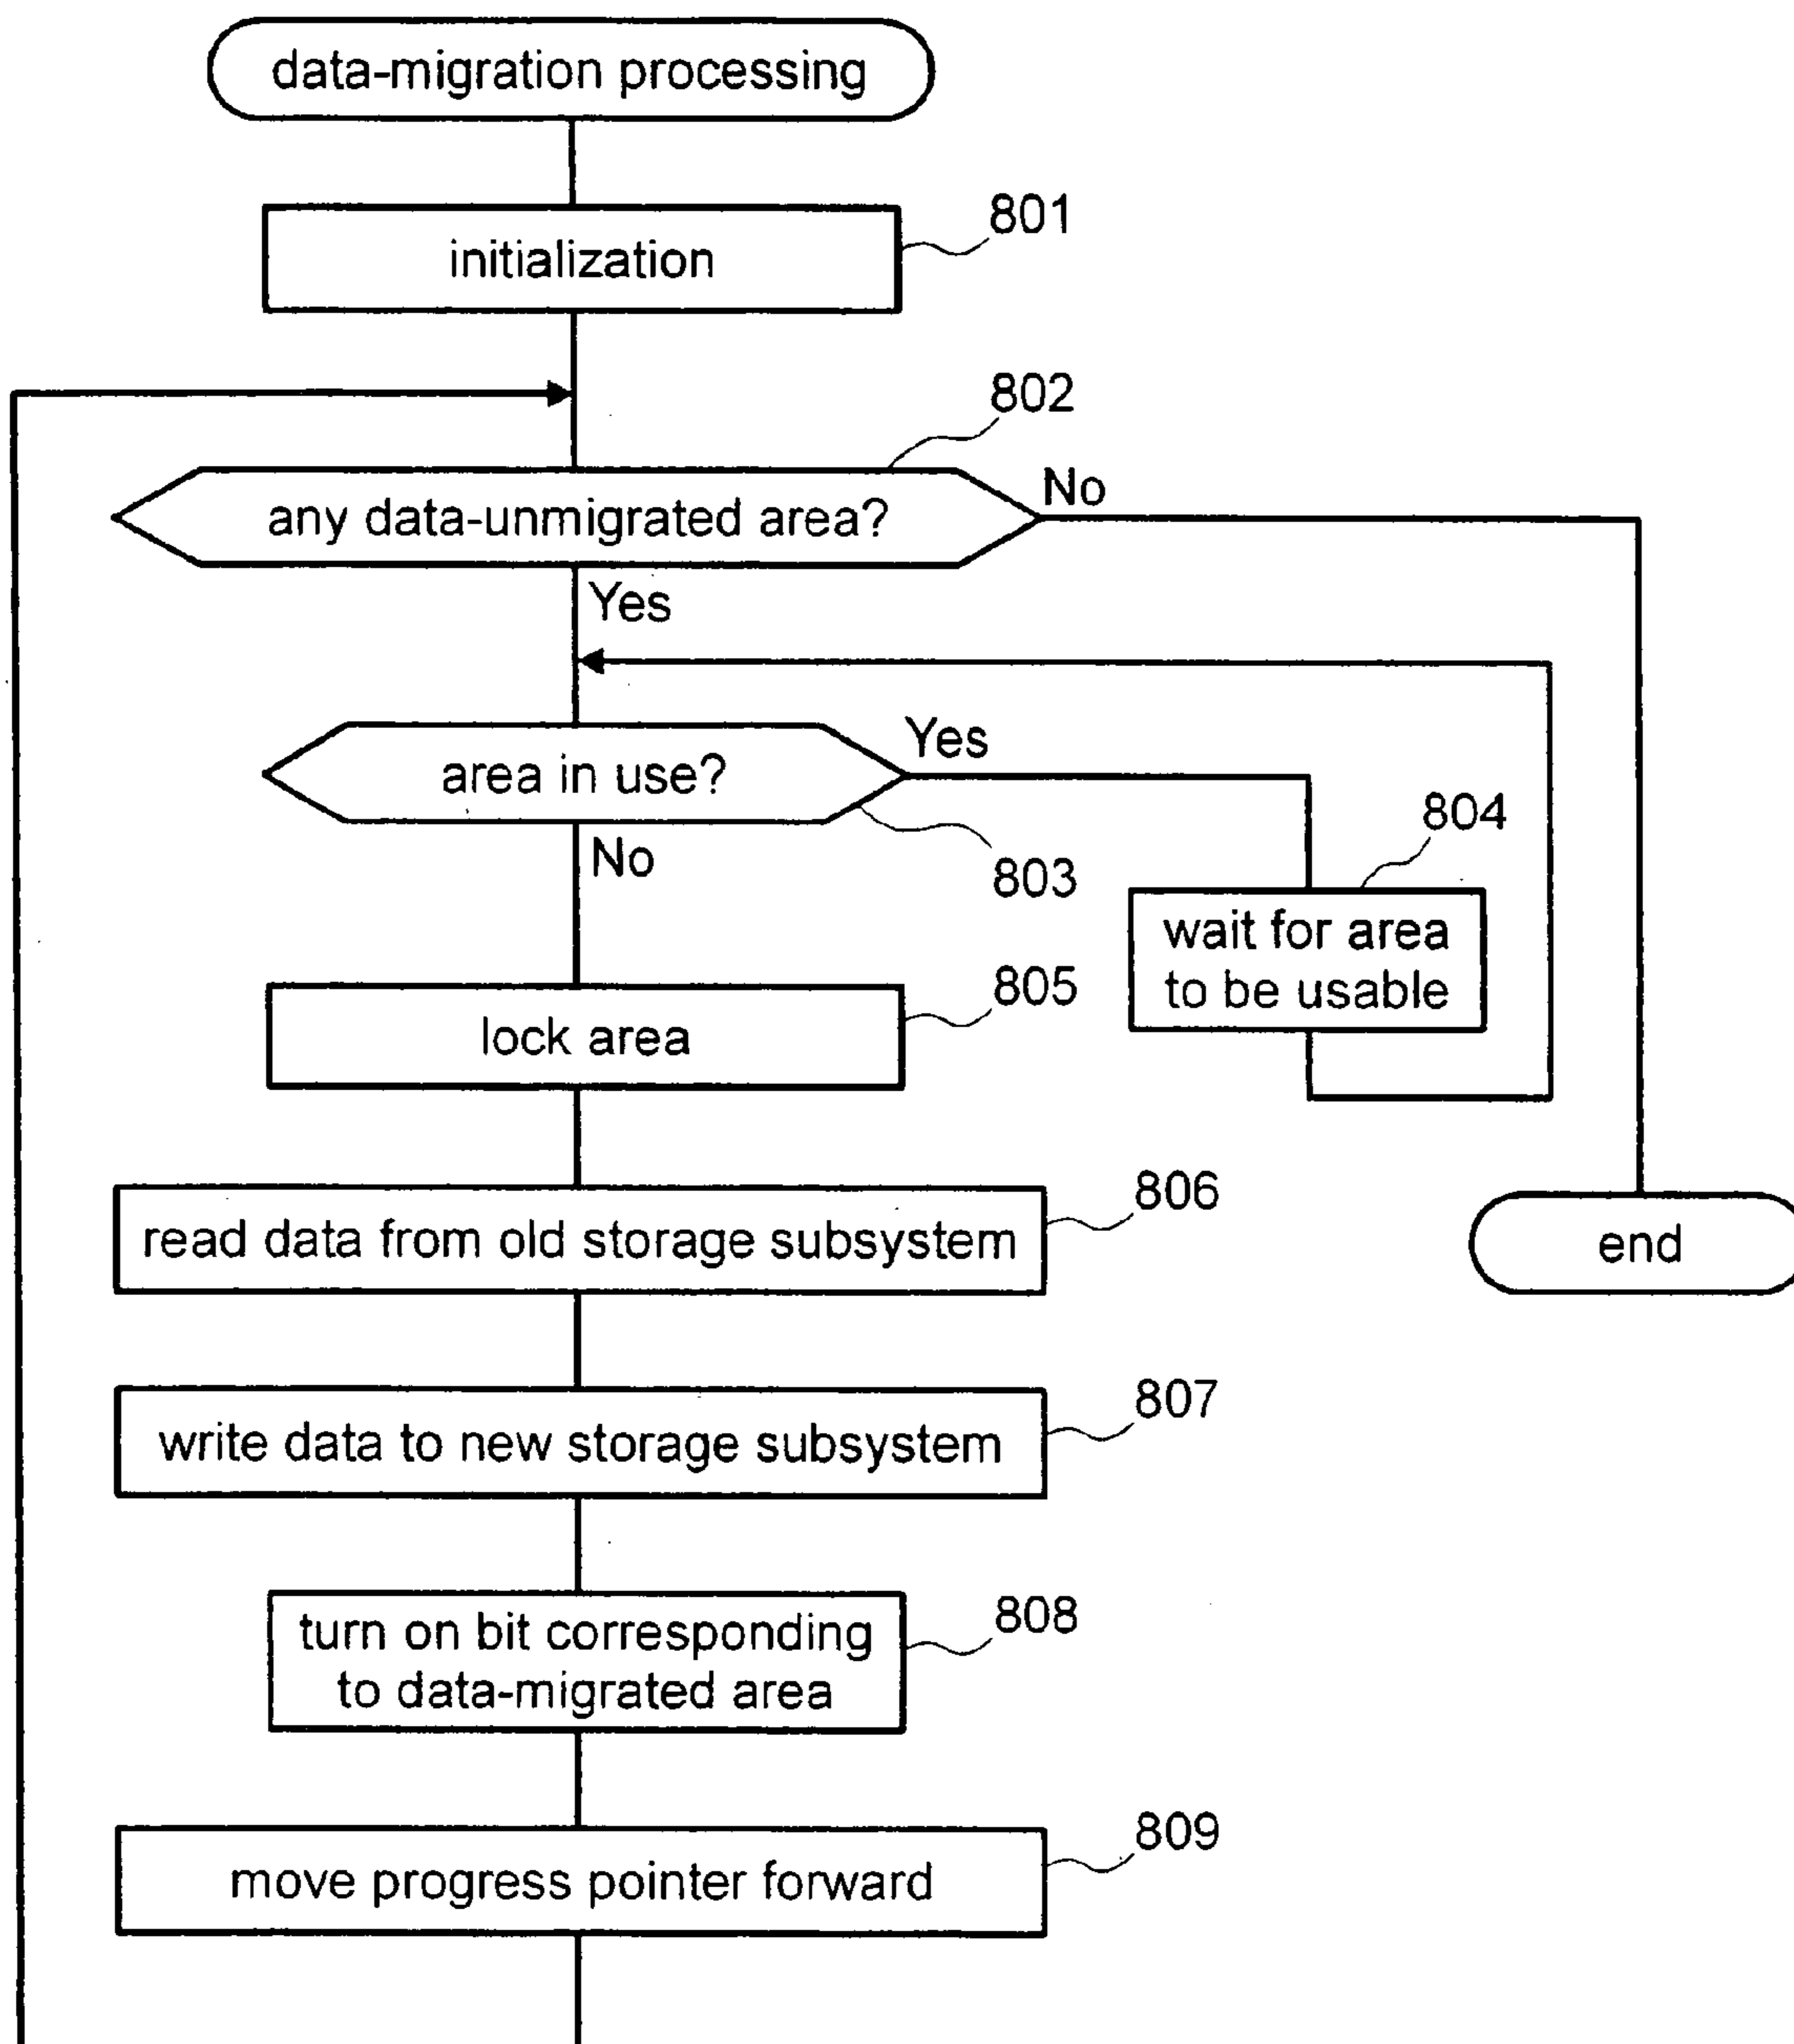 data-migration processing
801
initialization
802
any data-unmigrated area?
No
Yes
area in use?
Yes
803
No
804
wait for area
to be usable
805
lock area
806
read data from old storage subsystem
end
807
write data to new storage subsystem
808
turn on bit corresponding
to data-migrated area
809
move progress pointer forward